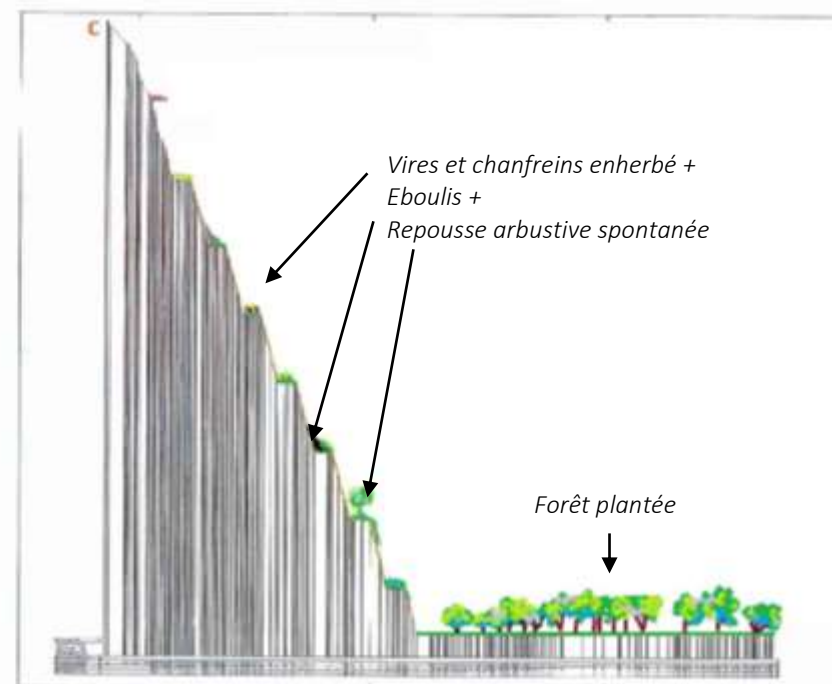 C
Vires et chanfreins enherbé +
Eboulis +
Repousse arbustive spontanée
Forêt plantée